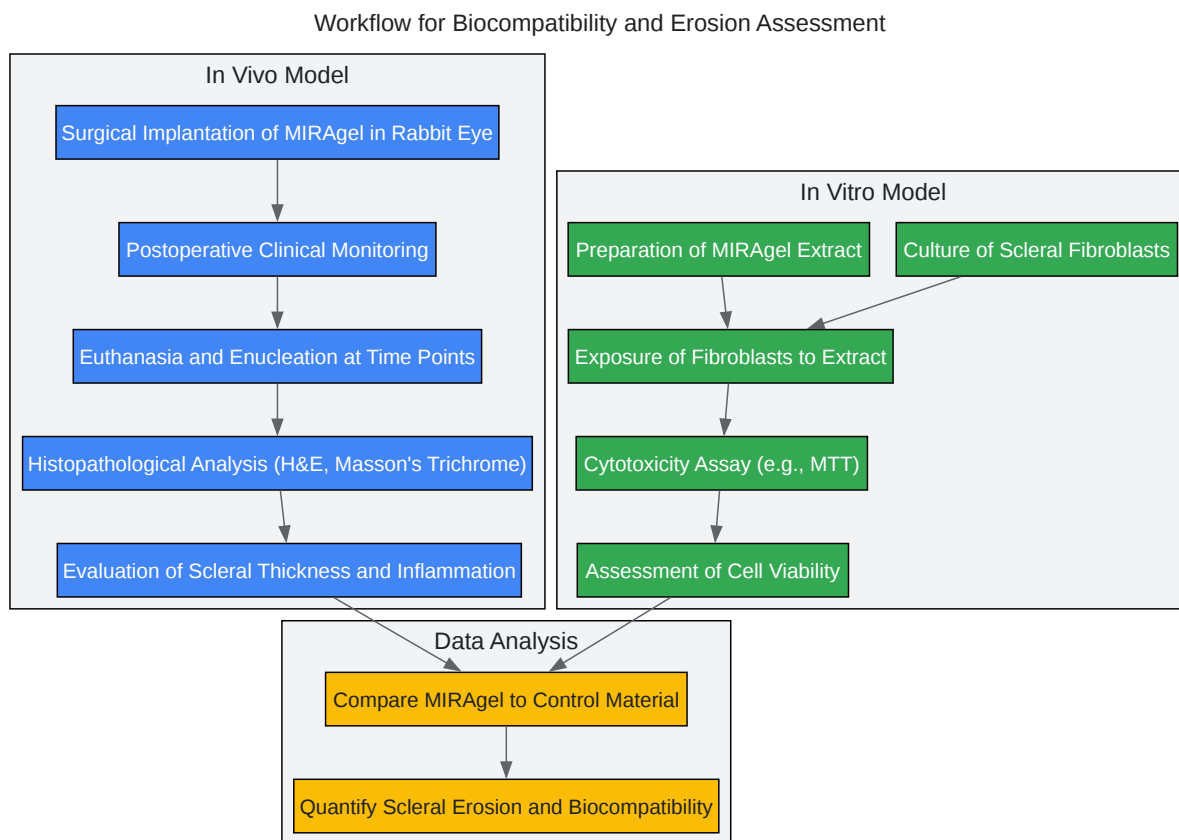 Workflow for Biocompatibility and Erosion Assessment
In Vivo Model
Surgical Implantation of MIRAgel in Rabbit Eye
Postoperative Clinical Monitoring
Euthanasia and Enucleation at Time Points
Histopathological Analysis (H&E, Masson's Trichrome)
Evaluation of Scleral Thickness and Inflammation
In Vitro Model
Preparation of MIRAgel Extract
Culture of Scleral Fibroblasts
Exposure of Fibroblasts to Extract
Cytotoxicity Assay (e.g., MTT)
Assessment of Cell Viability
Data Analysis
Compare MIRAgel to Control Material
Quantify Scleral Erosion and Biocompatibility